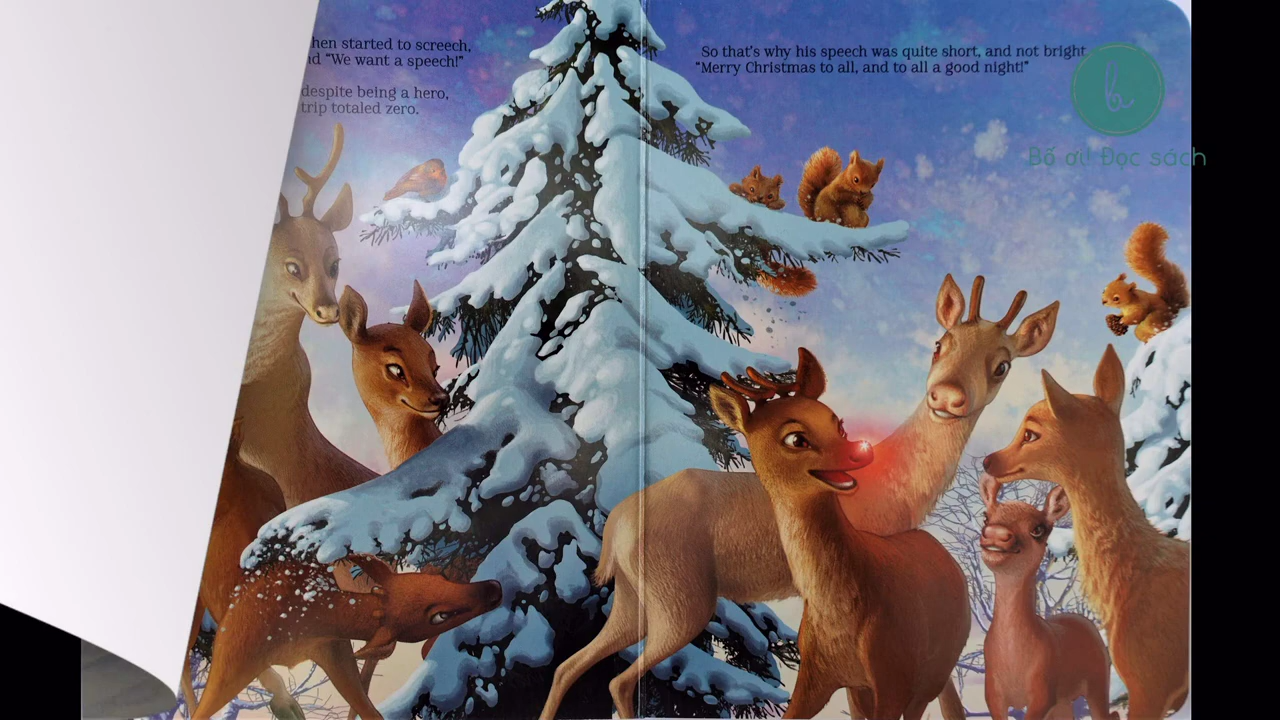 started to screech,
"We want a speech!"
despite being a hero,
trip totaled zero.
So that's why his speech was quite short, and not bright
"Merry Christmas to all, and to all a good night!"
b
Bố ơi! Đọc sách